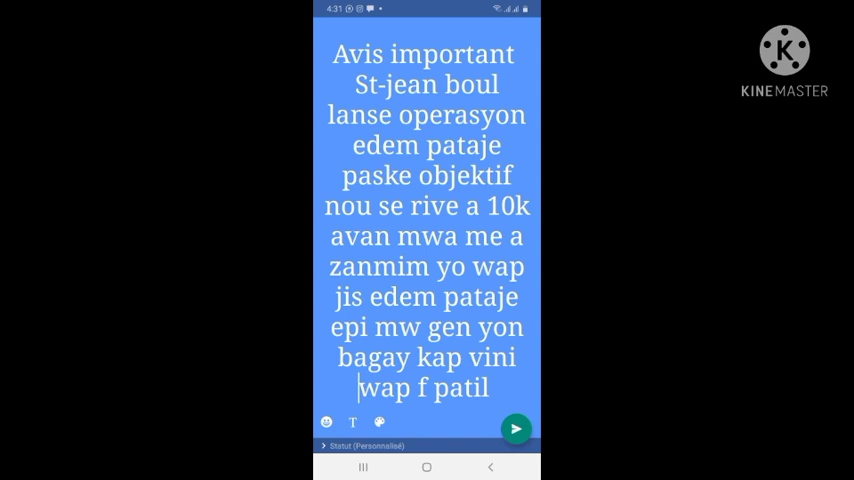 4:31
KINEMASTER
Avis important
St-jean boul
lanse operasyon
edem pataje
paske objektif
nou se rive a 10k
avan mwa me a
zanmim yo wap
jis edem pataje
epi mw gen yon
bagay kap vini
wap f patil
T
Statut (Personnalisé)